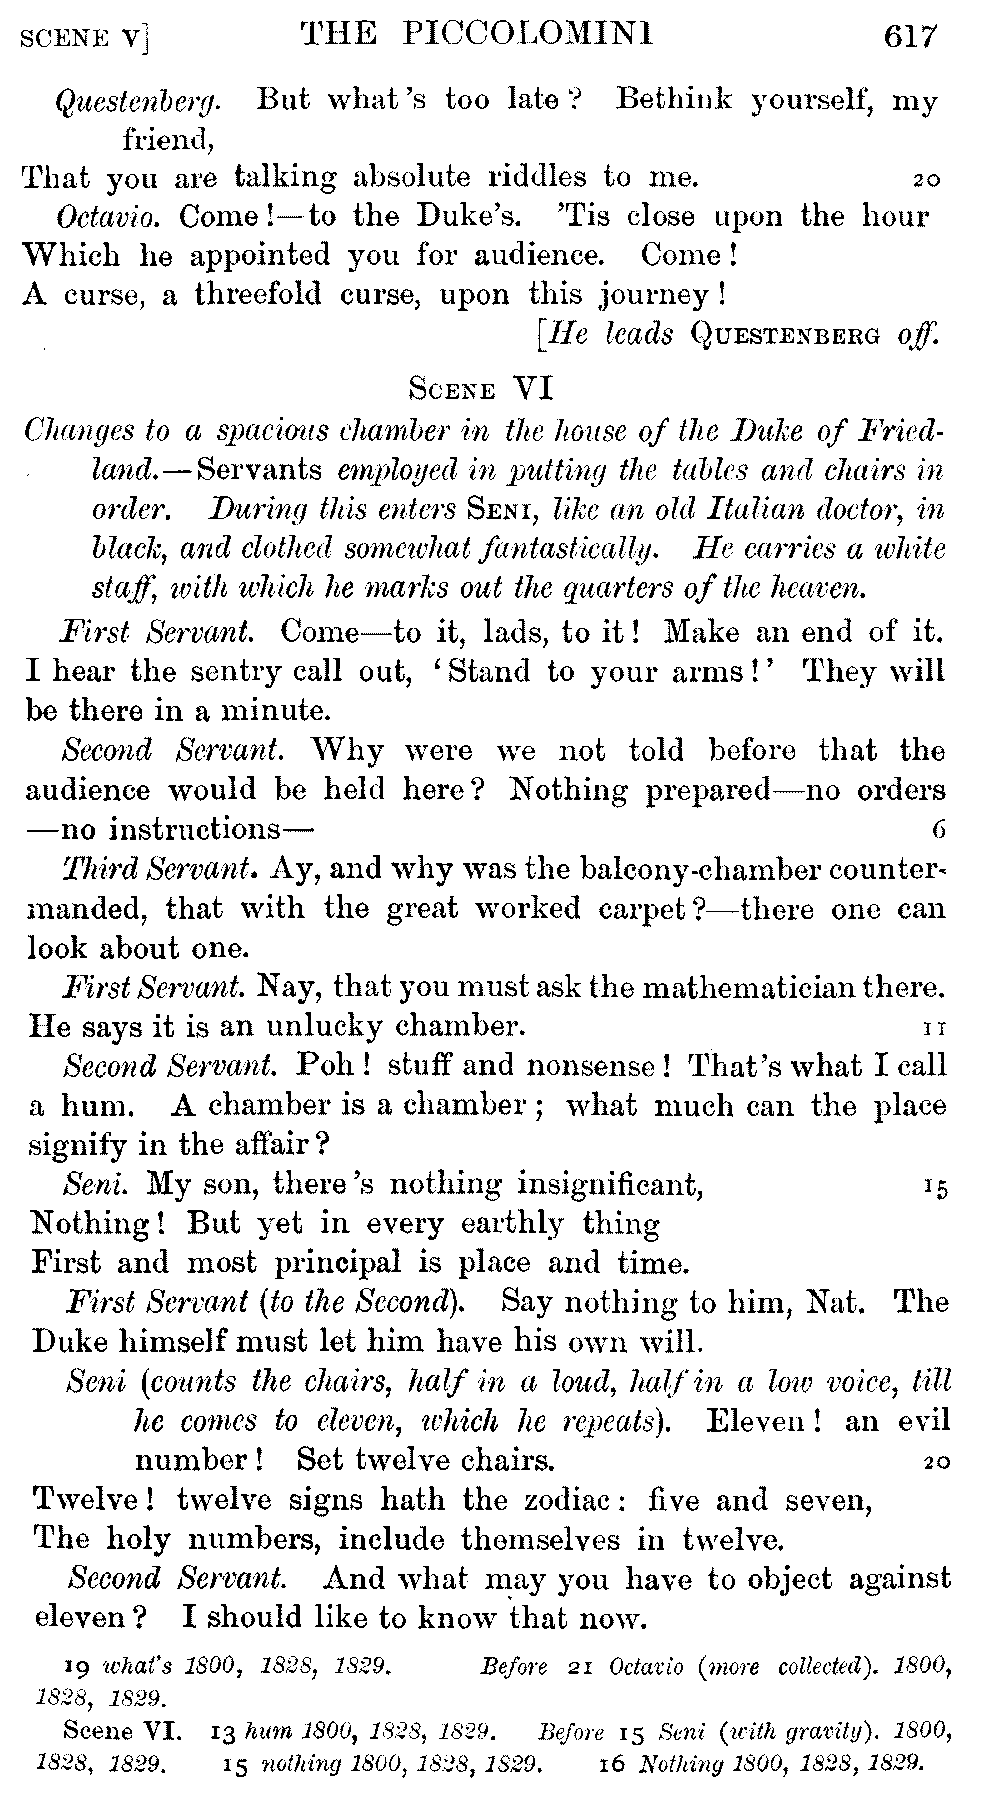 SCENE V] THE PICCOLOMINI 617
Questenberg. But what's too late? Bethink yourself, my
friend,
That you are talking absolute riddles to me. 20
Octavio. Come!—to the Duke's. 'Tis close upon the hour
Which he appointed you for audience. Come!
A curse, a threefold curse, upon this journey!
[He leads QUESTENBERG off.
SCENE VI
Changes to a spacious chamber in the house of the Duke of Fried-
land.—Servants employed in putting the tables and chairs in
order. During this enters SENI, like an old Italian doctor, in
black, and clothed somewhat fantastically. He carries a white
staff, with which he marks out the quarters of the heaven.
First Servant. Come—to it, lads, to it! Make an end of it.
I hear the sentry call out, 'Stand to your arms!' They will
be there in a minute.
Second Servant. Why were we not told before that the
audience would be held here? Nothing prepared—no orders
—no instructions— 6
Third Servant. Ay, and why was the balcony-chamber counter-
manded, that with the great worked carpet?—there one can
look about one.
First Servant. Nay, that you must ask the mathematician there.
He says it is an unlucky chamber. 11
Second Servant. Poh! stuff and nonsense! That's what I call
a hum. A chamber is a chamber; what much can the place
signify in the affair?
Seni. My son, there's nothing insignificant, 15
Nothing! But yet in every earthly thing
First and most principal is place and time.
First Servant (to the Second). Say nothing to him, Nat. The
Duke himself must let him have his own will.
Seni (counts the chairs, half in a loud, half in a low voice, till
he comes to eleven, which he repeats). Eleven! an evil
number! Set twelve chairs. 20
Twelve! twelve signs hath the zodiac: five and seven,
The holy numbers, include themselves in twelve.
Second Servant. And what may you have to object against
eleven? I should like to know that now.
19 what's 1800, 1828, 1829. Before 21 Octavio (more collected). 1800,
1828, 1829.
Scene VI. 13 hum 1800, 1828, 1829. Before 15 Seni (with gravity). 1800,
1828, 1829. 15 nothing 1800, 1828, 1829. 16 Nothing 1800, 1828, 1829.